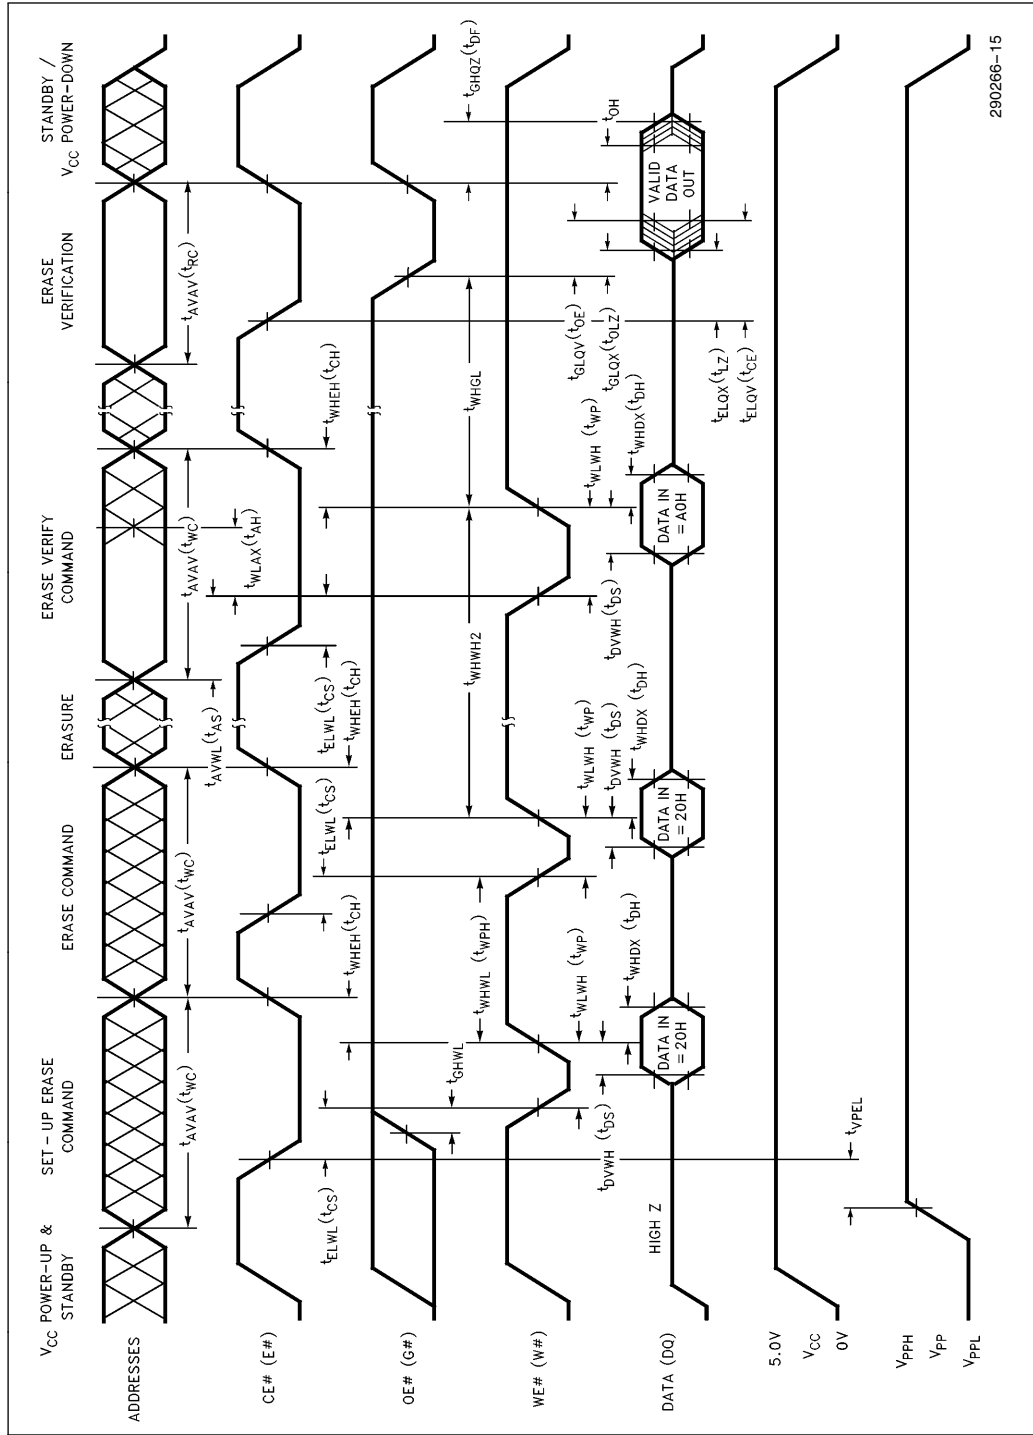 V_CC POWER-UP &
STANDBY
SET-UP ERASE
COMMAND
ERASE COMMAND
ERASURE
ERASE VERIFY
COMMAND
ERASE
VERIFICATION
STANDBY /
V_CC POWER-DOWN
ADDRESSES
t_AVAV(t_WC)
t_AVAV(t_WC)
t_AVWL(t_AS)
t_AVAV(t_WC)
t_WLAX(t_AH)
t_AVAV(t_RC)
CE# (E#)
t_ELWL(t_CS)
t_WHEH(t_CH)
t_ELWL(t_CS)
t_WHEH(t_CH)
t_ELWL(t_CS)
t_WHEH(t_CH)
OE# (G#)
t_GHWL
t_WHWL (t_WPH)
t_WHWH2
t_WHGL
t_GHQZ(t_DF)
WE# (W#)
t_DVWH (t_DS)
t_WLWH (t_WP)
t_WHDX (t_DH)
t_WLWH (t_WP)
t_DVWH (t_DS)
t_WHDX (t_DH)
t_DVWH(t_DS)
t_WLWH (t_WP)
t_WHDX(t_DH)
t_GLQV(t_OE)
t_GLQX(t_OLZ)
t_OH
DATA (DQ)
HIGH Z
DATA IN
= 20H
DATA IN
= 20H
DATA IN
= A0H
VALID
DATA
OUT
t_ELQX(t_LZ)
t_ELQV(t_CE)
5.0V
V_CC
0V
t_VPEL
V_PPH
V_PP
V_PPL
290266-15